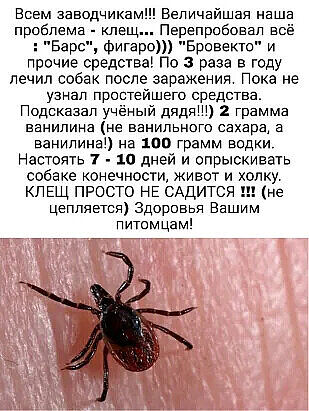 Всем заводчикам!!! Величайшая наша
проблема - клещ... Перепробовал всё
: "Барс", фигаро))) "Бровекто" и
прочие средства! По 3 раза в году
лечил собак после заражения. Пока не
узнал простейшего средства.
Подсказал учёный дядя!!!) 2 грамма
ванилина (не ванильного сахара, а
ванилина!) на 100 грамм водки.
Настоять 7 - 10 дней и опрыскивать
собаке конечности, живот и холку.
КЛЕЩ ПРОСТО НЕ САДИТСЯ !!! (не
цепляется) Здоровья Вашим
питомцам!